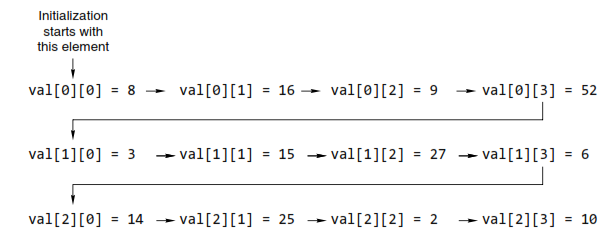 Initialization
starts with
this element
val[0][0] = 8 → val[0][1] = 16 → val[0][2] = 9 → val[0][3] = 52
val[1][0] = 3 → val[1][1] = 15 → val[1][2] = 27 → val[1][3] = 6
val[2][0] = 14 → val[2][1] = 25 → val[2][2] = 2 → val[2][3] = 10